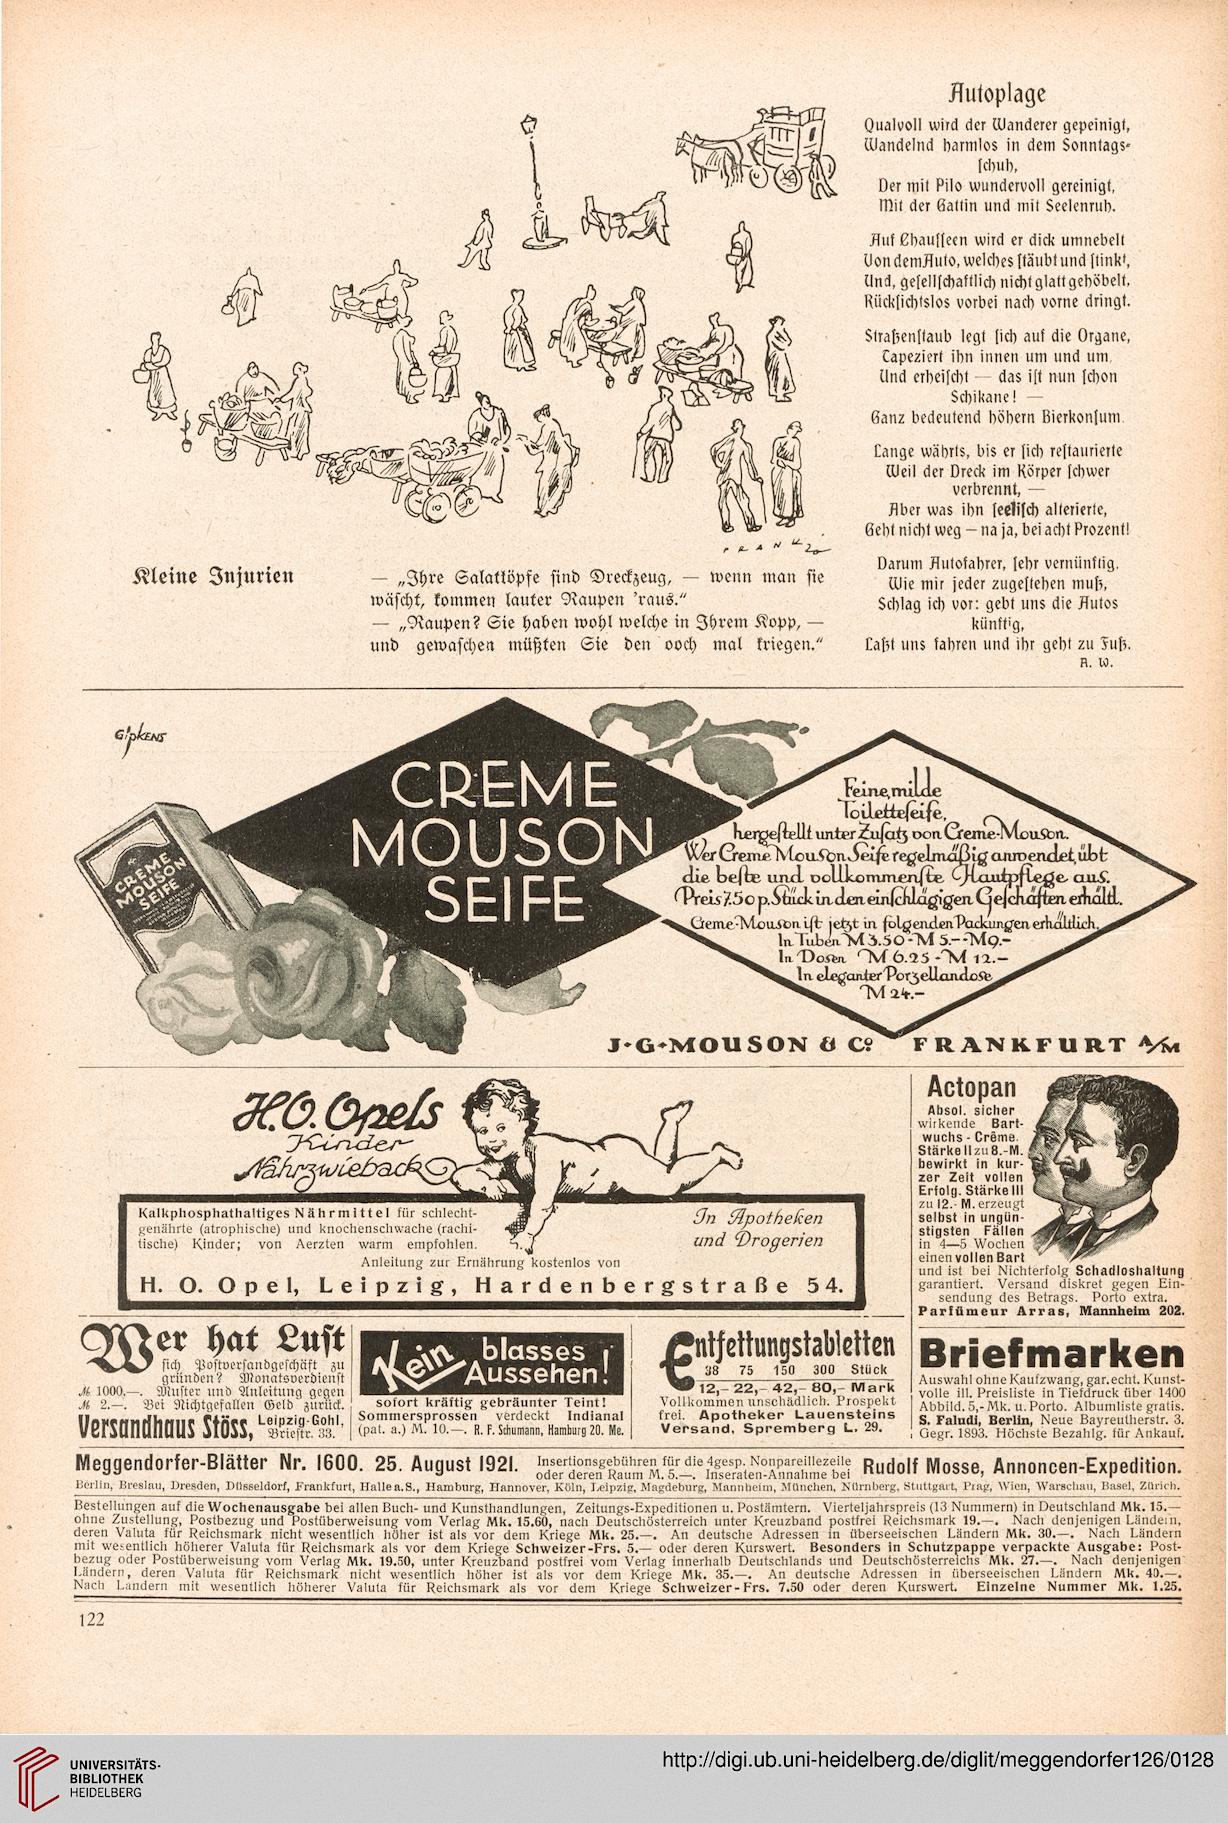 Autoplage
Qualvoll wird der Wanderer gepeinigt,
Wandelnd harmlos in dem Sonntags-
schuh,
Der mit Pilo wundervoll gereinigt,
Mit der Gattin und mit Seelenruh.
Auf Chausseen wird er dick umnebelt
Von dem Auto, welches stäubt und stinkt,
Und, gesellschaftlich nicht glatt gehöbelt,
Rücksichtslos vorbei nach vorne dringt.
Straßenstaub legt sich auf die Organe,
Tapeziert ihn innen um und um
Und erheischt — das ist nun schon
Schikane! —
Ganz bedeutend höhern Bierkonsum.
Lange währts, bis er sich restaurierte
Weil der Dreck im Körper schwer
verbrennt, —
Aber was ihn seelisch alterierte,
Geht nicht weg — na ja, bei acht Prozent!
Darum Autofahrer, sehr vernünftig,
Wie mir jeder zugestehen muß,
Schlag ich vor: gebt uns die Autos
künftig,
Laßt uns fahren und ihr geht zu Fuß.
A. W.
FRANK 20
Kleine Injurien
— „Ihre Salatköpfe sind Dreckzeug, — wenn man sie
wäscht, kommen lauter Raupen 'raus.“
— „Raupen? Sie haben wohl welche in Ihrem Kopp, —
und gewaschen müßten Sie den ooch mal kriegen.“
GipKENS
CREME
MOUSON
SEIFE
CREME
MOUSON
SEIFE
Feine, milde
Toiletteseife,
hergestellt unter Zusatz von Creme-Mouson.
Wer Creme Mouson Seife regelmäßig anwendet, übt
die beste und vollkommenste Hautpflege aus.
Preis 7.50 p. Stück in den einschlägigen Geschäften erhältl.
Creme-Mouson ist jetzt in folgenden Packungen erhältlich.
In Tuben M 3.50 - M 5.- - M 9.-
In Dosen M 6.25 - M 12.—
In eleganter Porzellandose
M 24.-
J·G·MOUSON & Co FRANKFURT A/M
H.O. Opels
Kinder
Nährzwieback
Kalkphosphathaltiges Nährmittel für schlecht-
genährte (atrophische) und knochenschwache (rachi-
tische) Kinder; von Aerzten warm empfohlen.
In Apotheken
und Drogerien
Anleitung zur Ernährung kostenlos von
H. O. Opel, Leipzig, Hardenbergstraße 54.
Actopan
Absol. sicher
wirkende Bart-
wuchs-Crême.
Stärke II zu 8.-M.
bewirkt in kur-
zer Zeit vollen
Erfolg. Stärke III
zu 12.- M. erzeugt
selbst in ungün-
stigsten Fällen
in 4—5 Wochen
einen vollen Bart
und ist bei Nichterfolg Schadloshaltung
garantiert. Versand diskret gegen Ein-
sendung des Betrags. Porto extra.
Parfümeur Arras, Mannheim 202.
Wer hat Lust
sich Postversandgeschäft zu
gründen? Monatsverdienst
ℳ 1000.—. Muster und Anleitung gegen
ℳ 2.—. Bei Nichtgefallen Geld zurück.
Versandhaus Stöss, Leipzig-Gohl,
Briefstr. 33.
Kein blasses
Aussehen!
sofort kräftig gebräunter Teint!
Sommersprossen verdeckt Indianal
(pat. a.) M. 10.—. R. F. Schumann, Hamburg 20. Me.
Entfettungstabletten
38 75 150 300 Stück
12,- 22,- 42,- 80,- Mark
Vollkommen unschädlich. Prospekt
frei. Apotheker Lauensteins
Versand, Spremberg L. 29.
Briefmarken
Auswahl ohne Kaufzwang, gar. echt. Kunst-
volle ill. Preisliste in Tiefdruck über 1400
Abbild. 5,- Mk. u. Porto. Albumliste gratis.
S. Faludi, Berlin, Neue Bayreutherstr. 3.
Gegr. 1893. Höchste Bezahlg. für Ankauf.
Meggendorfer-Blätter Nr. 1600. 25. August 1921. Insertionsgebühren für die 4gesp. Nonpareillezeile
oder deren Raum M. 5.—. Inseraten-Annahme bei Rudolf Mosse, Annoncen-Expedition.
Berlin, Breslau, Dresden, Düsseldorf, Frankfurt, Halle a.S., Hamburg, Hannover, Köln, Leipzig, Magdeburg, Mannheim, München, Nürnberg, Stuttgart, Prag, Wien, Warschau, Basel, Zürich.
Bestellungen auf die Wochenausgabe bei allen Buch- und Kunsthandlungen, Zeitungs-Expeditionen u. Postämtern. Vierteljahrspreis (13 Nummern) in Deutschland Mk. 15.—
ohne Zustellung, Postbezug und Postüberweisung vom Verlag Mk. 15.60, nach Deutschösterreich unter Kreuzband postfrei Reichsmark 19.—. Nach denjenigen Ländern,
deren Valuta für Reichsmark nicht wesentlich höher ist als vor dem Kriege Mk. 25.—. An deutsche Adressen in überseeischen Ländern Mk. 30.—. Nach Ländern
mit wesentlich höherer Valuta für Reichsmark als vor dem Kriege Schweizer-Frs. 5.— oder deren Kurswert. Besonders in Schutzpappe verpackte Ausgabe: Post-
bezug oder Postüberweisung vom Verlag Mk. 19.50, unter Kreuzband postfrei vom Verlag innerhalb Deutschlands und Deutschösterreichs Mk. 27.—. Nach denjenigen
Ländern, deren Valuta für Reichsmark nicht wesentlich höher ist als vor dem Kriege Mk. 35.—. An deutsche Adressen in überseeischen Ländern Mk. 40.—.
Nach Ländern mit wesentlich höherer Valuta für Reichsmark als vor dem Kriege Schweizer-Frs. 7.50 oder deren Kurswert. Einzelne Nummer Mk. 1.25.
122
UNIVERSITÄTS-
BIBLIOTHEK
HEIDELBERG
http://digi.ub.uni-heidelberg.de/diglit/meggendorfer126/0128